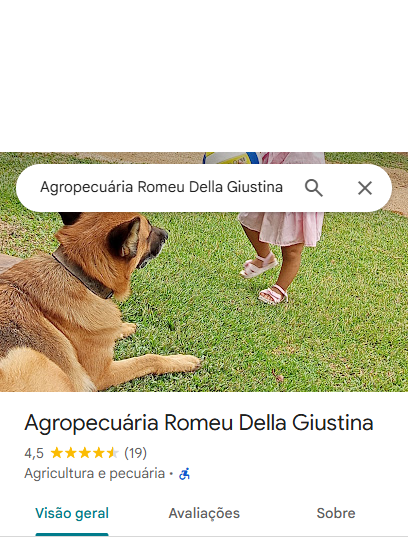 Agropecuária Romeu Della Giustina
Agropecuária Romeu Della Giustina
4,5 (19)
Agricultura e pecuária ·
Visão geral Avaliações Sobre